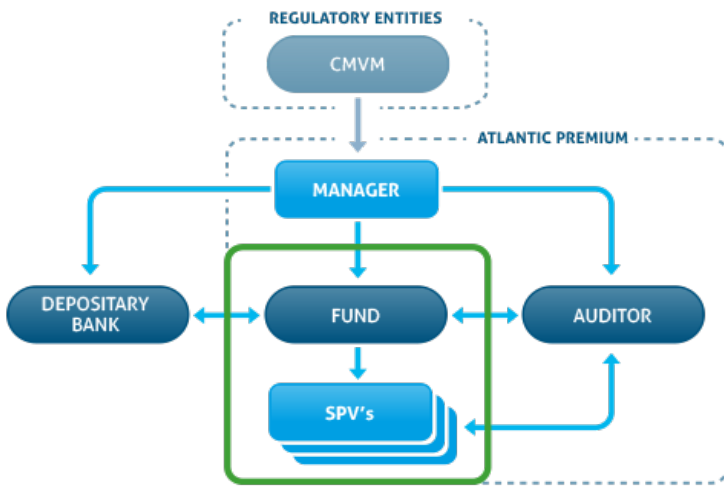 REGULATORY ENTITIES
CMVM
ATLANTIC PREMIUM
MANAGER
DEPOSITARY
BANK
FUND
AUDITOR
SPV's